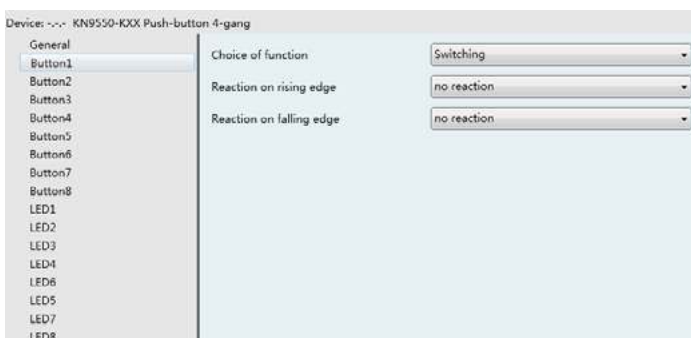 Device: -.-.- KN9550-KXX Push-button 4-gang
General
Button1
Button2
Button3
Button4
Button5
Button6
Button7
Button8
LED1
LED2
LED3
LED4
LED6
LED5
LED7
LED8
Choice of function
Switching
Reaction on rising edge
no reaction
Reaction on falling edge
no reaction